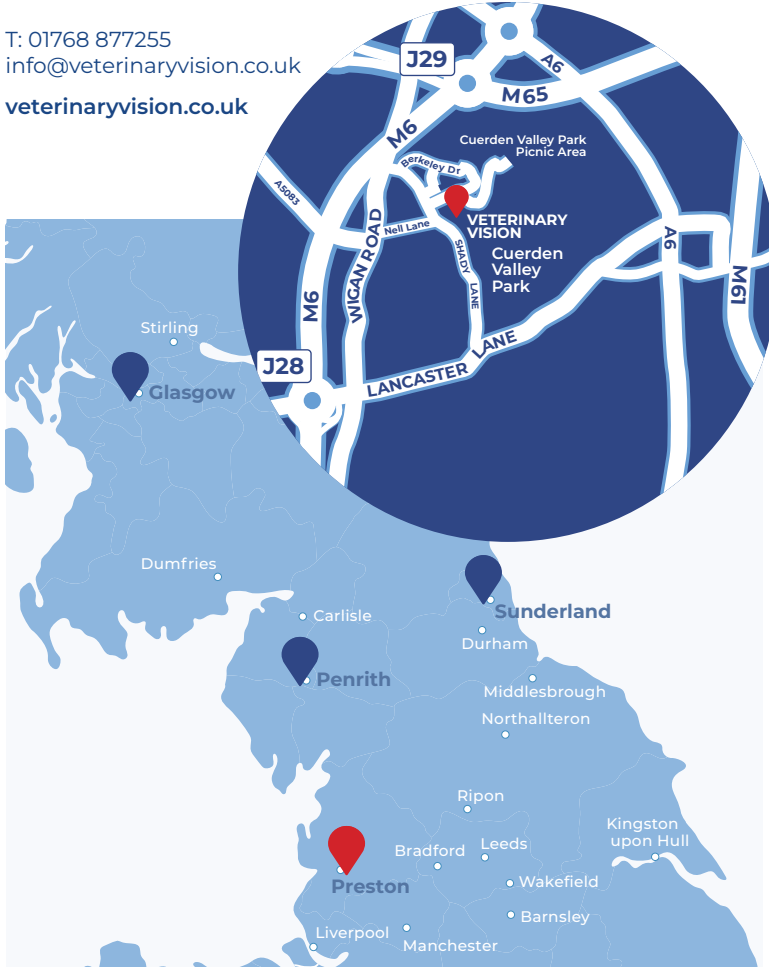 T: 01768 877255
info@veterinaryvision.co.uk
veterinaryvision.co.uk
J29
A6
M65
M6
Cuerden Valley Park
Picnic Area
Berkeley Dr
A5083
VETERINARY
VISION
Nell Lane
WIGAN ROAD
SHADY
LANE
Cuerden
Valley
Park
A6
M61
M6
J28
LANCASTER LANE
Stirling
Glasgow
Dumfries
Carlisle
Sunderland
Durham
Penrith
Middlesbrough
Northallteron
Ripon
Kingston
upon Hull
Bradford
Leeds
Preston
Wakefield
Barnsley
Liverpool
Manchester